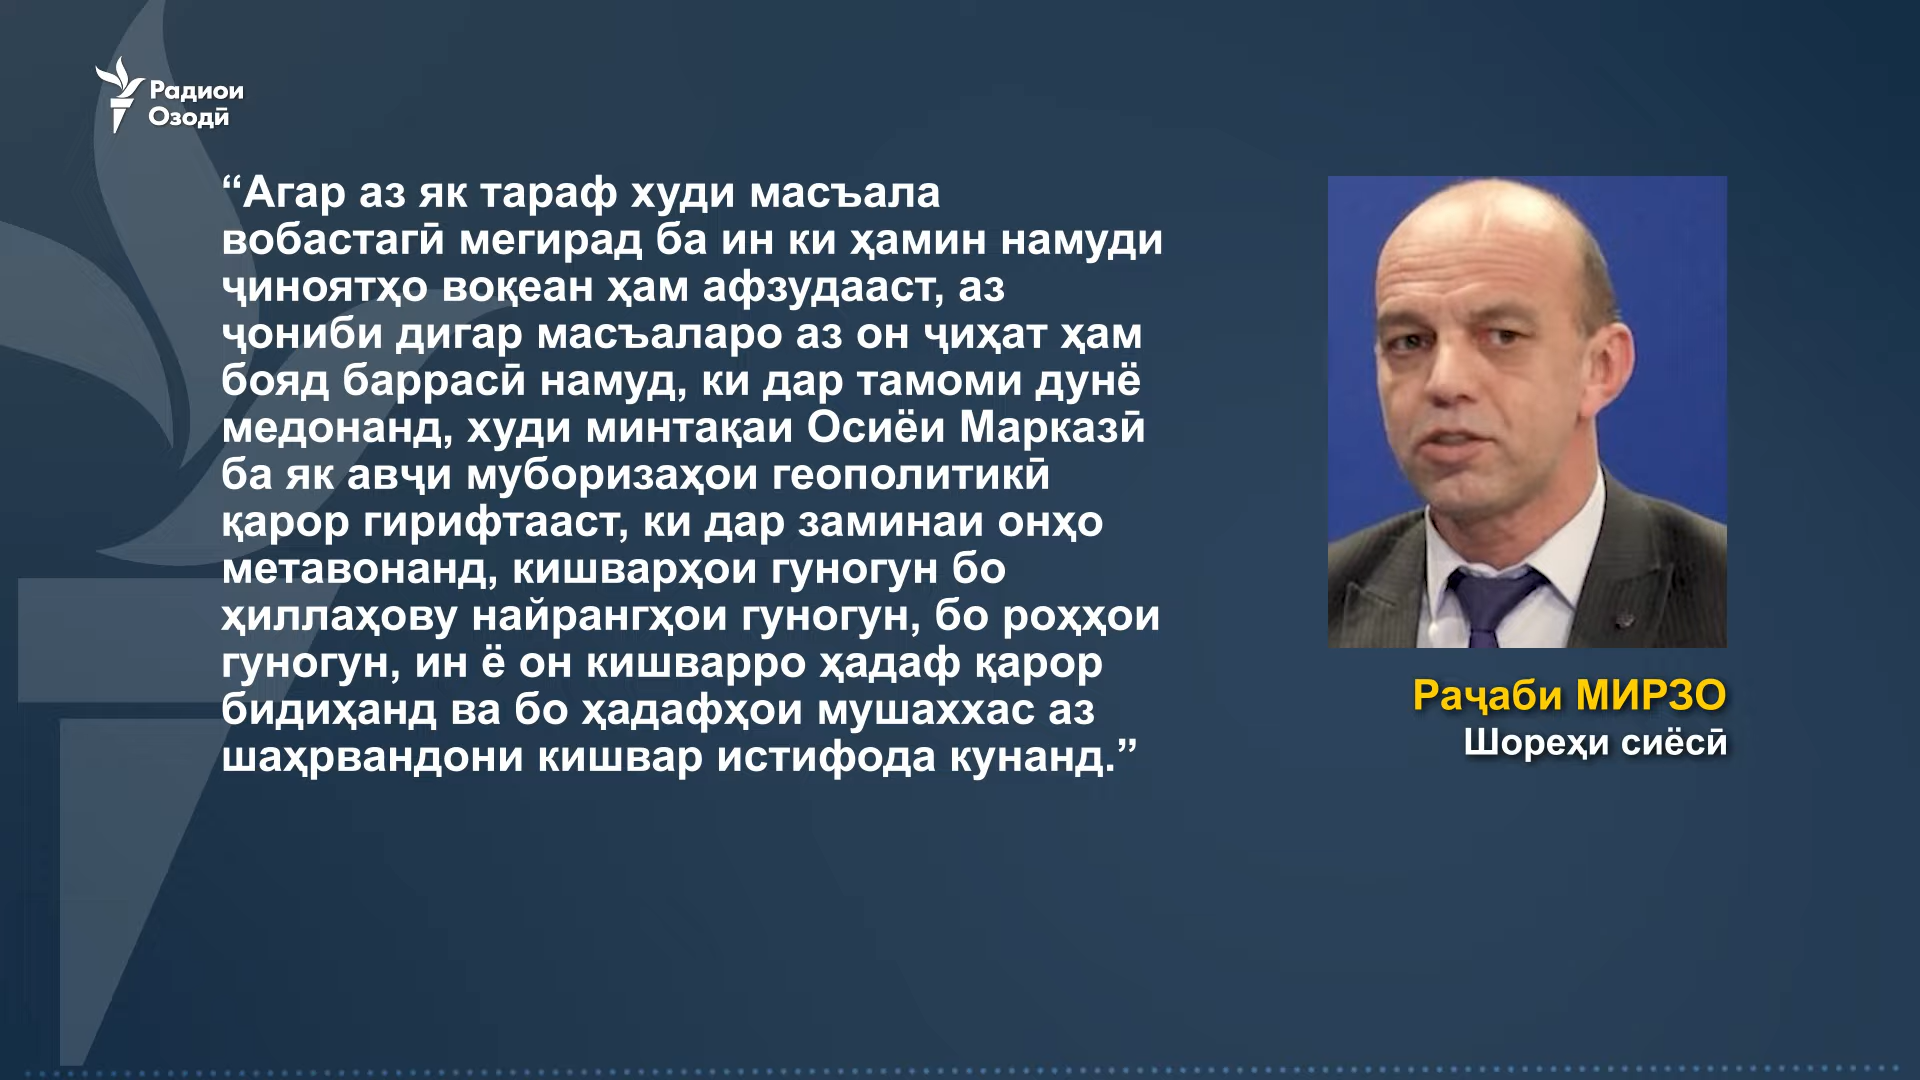 Радиои
Озодӣ
“Агар аз як тараф худи масъала
вобастагӣ мегирад ба ин ки ҳамин намуди
ҷиноятҳо воқеан ҳам афзудааст, аз
ҷониби дигар масъаларо аз он ҷиҳат ҳам
бояд баррасӣ намуд, ки дар тамоми дунё
медонанд, худи минтақаи Осиёи Марказӣ
ба як авҷи муборизаҳои геополитикӣ
қарор гирифтааст, ки дар заминаи онҳо
метавонанд, кишварҳои гуногун бо
ҳиллаҳову найрангҳои гуногун, бо роҳҳои
гуногун, ин ё он кишварро ҳадаф қарор
бидиҳанд ва бо ҳадафҳои мушаххас аз
шаҳрвандони кишвар истифода кунанд.”
Раҷаби МИРЗО
Шореҳи сиёсӣ